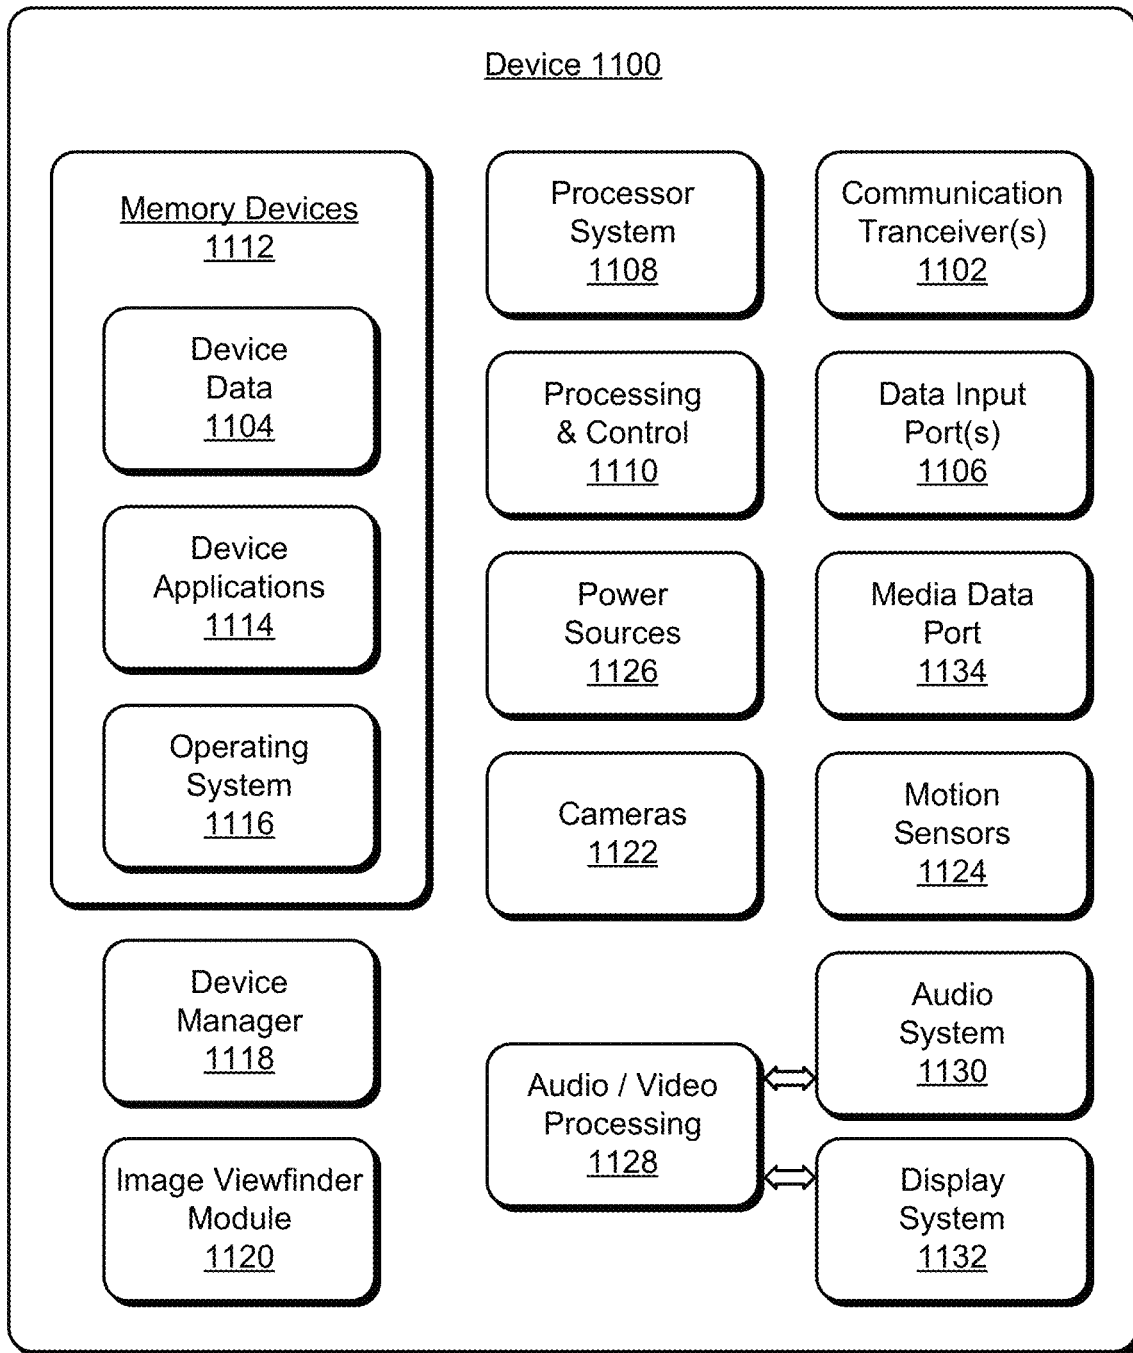 Device 1100
Memory Devices
1112
Device
Data
1104
Device
Applications
1114
Operating
System
1116
Device
Manager
1118
Image Viewfinder
Module
1120
Processor
System
1108
Processing
& Control
1110
Power
Sources
1126
Cameras
1122
Audio / Video
Processing
1128
Communication
Tranceiver(s)
1102
Data Input
Port(s)
1106
Media Data
Port
1134
Motion
Sensors
1124
Audio
System
1130
Display
System
1132